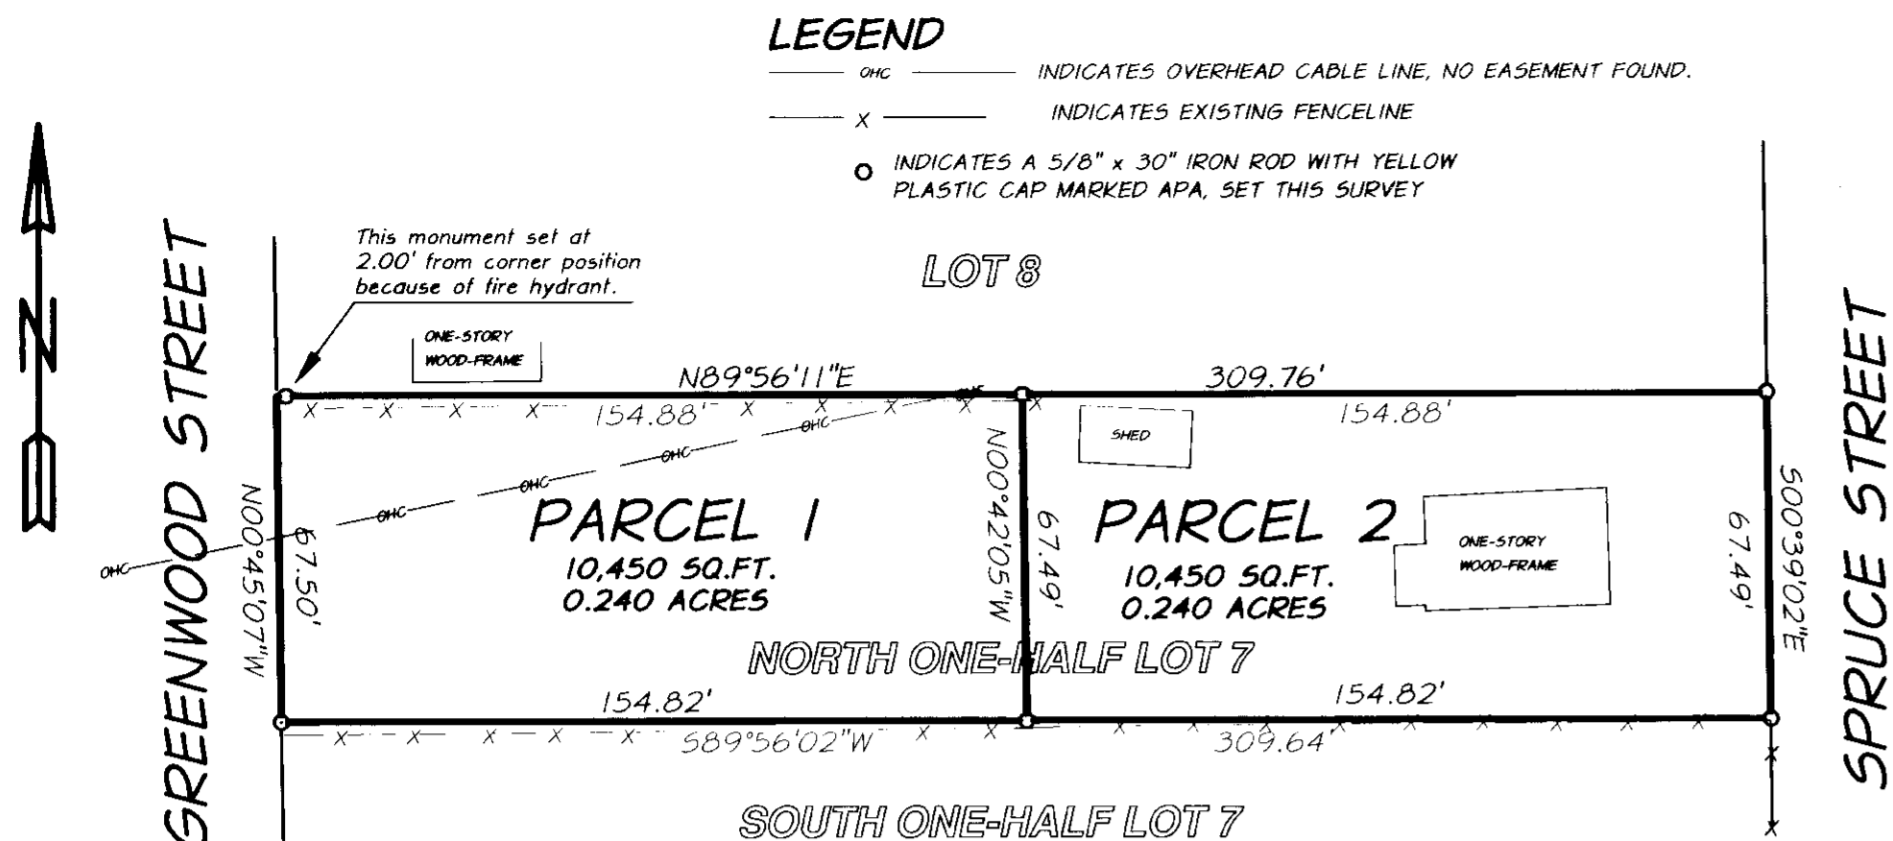 LEGEND
OHC INDICATES OVERHEAD CABLE LINE, NO EASEMENT FOUND.
X INDICATES EXISTING FENCELINE
INDICATES A 5/8" x 30" IRON ROD WITH YELLOW
PLASTIC CAP MARKED APA, SET THIS SURVEY
N
GREENWOOD STREET
This monument set at
2.00' from corner position
because of fire hydrant.
LOT 8
SPRUCE STREET
ONE-STORY
WOOD-FRAME
N89°56'11"E
309.76'
X X X X 154.88' X X X X X
OHC
154.88'
OHC
OHC
OHC
OHC
OHC
SHED
N00°45'07"W
67.50'
PARCEL 1
10,450 SQ.FT.
0.240 ACRES
N00°42'05"W
67.49'
PARCEL 2
10,450 SQ.FT.
0.240 ACRES
ONE-STORY
WOOD-FRAME
67.49'
S00°39'02"E
NORTH ONE-HALF LOT 7
154.82'
154.82'
X X X X X S89°56'02"W X X X X X 309.64' X X X X X
X
X
SOUTH ONE-HALF LOT 7